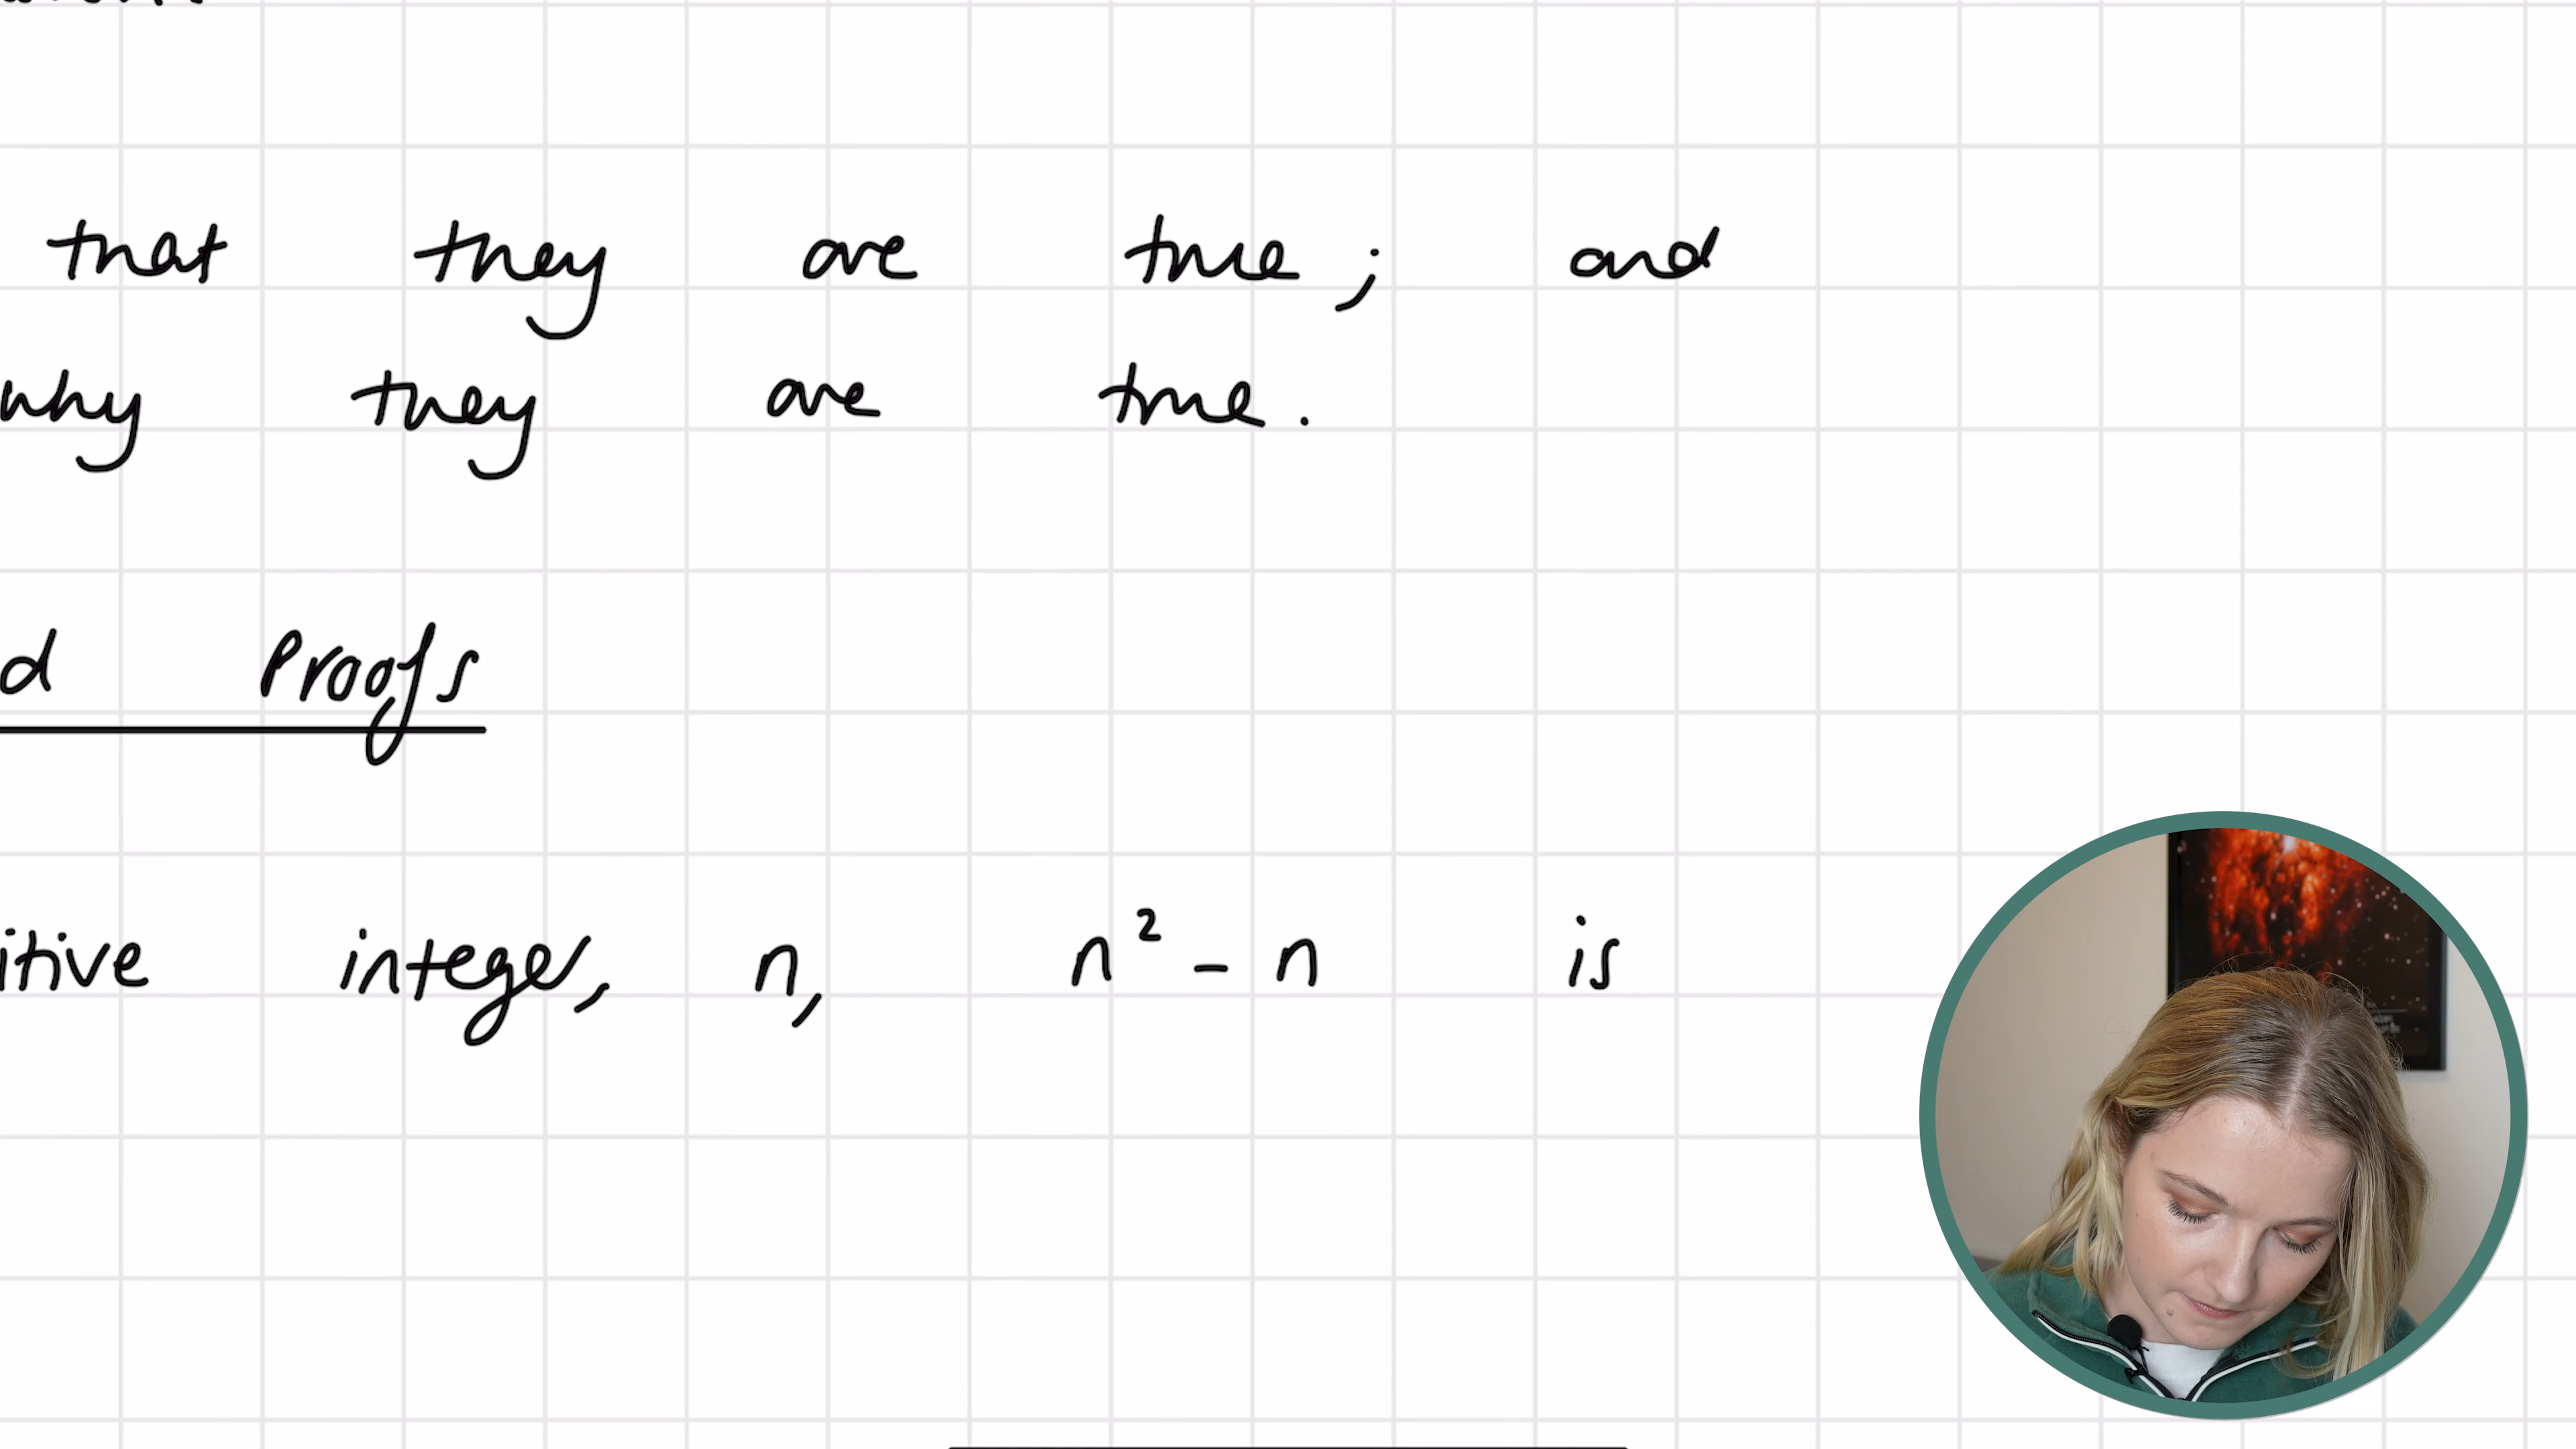 that they are true; and
why they are true.
d Proofs
itive integer, n, n² - n is